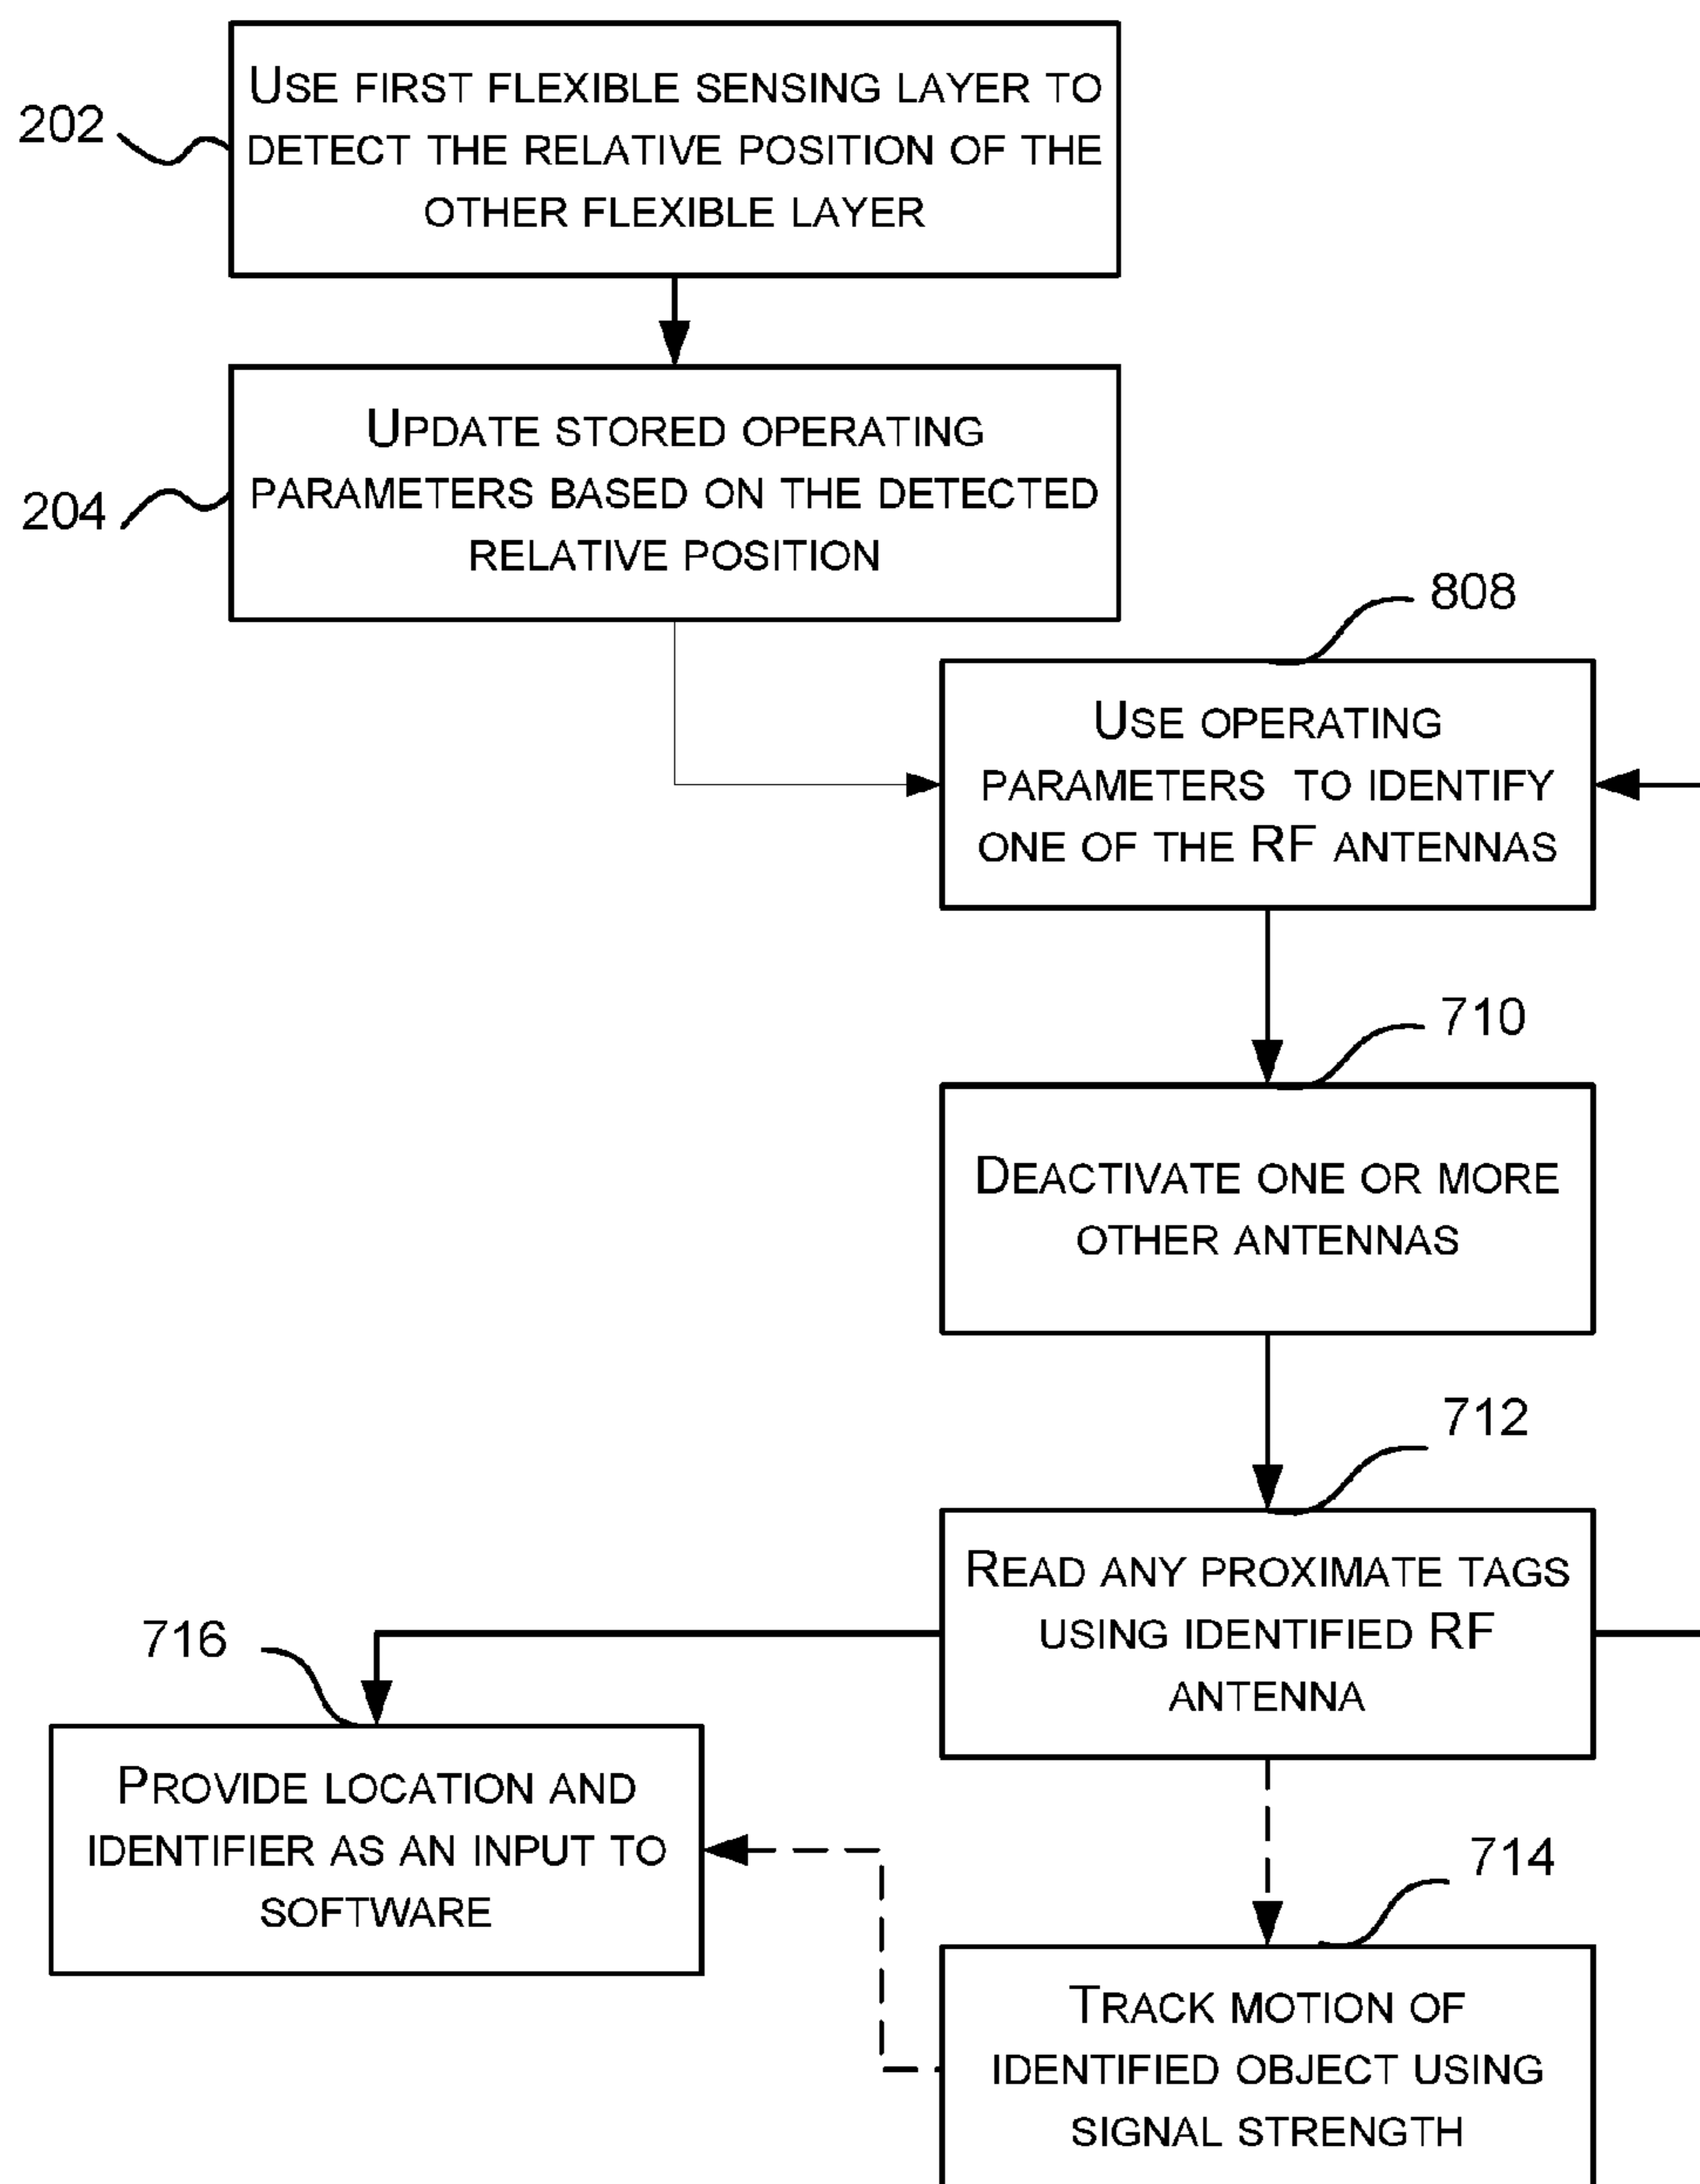 202
USE FIRST FLEXIBLE SENSING LAYER TO
DETECT THE RELATIVE POSITION OF THE
OTHER FLEXIBLE LAYER
204
UPDATE STORED OPERATING
PARAMETERS BASED ON THE DETECTED
RELATIVE POSITION
808
USE OPERATING
PARAMETERS TO IDENTIFY
ONE OF THE RF ANTENNAS
710
DEACTIVATE ONE OR MORE
OTHER ANTENNAS
712
READ ANY PROXIMATE TAGS
USING IDENTIFIED RF
ANTENNA
716
PROVIDE LOCATION AND
IDENTIFIER AS AN INPUT TO
SOFTWARE
714
TRACK MOTION OF
IDENTIFIED OBJECT USING
SIGNAL STRENGTH